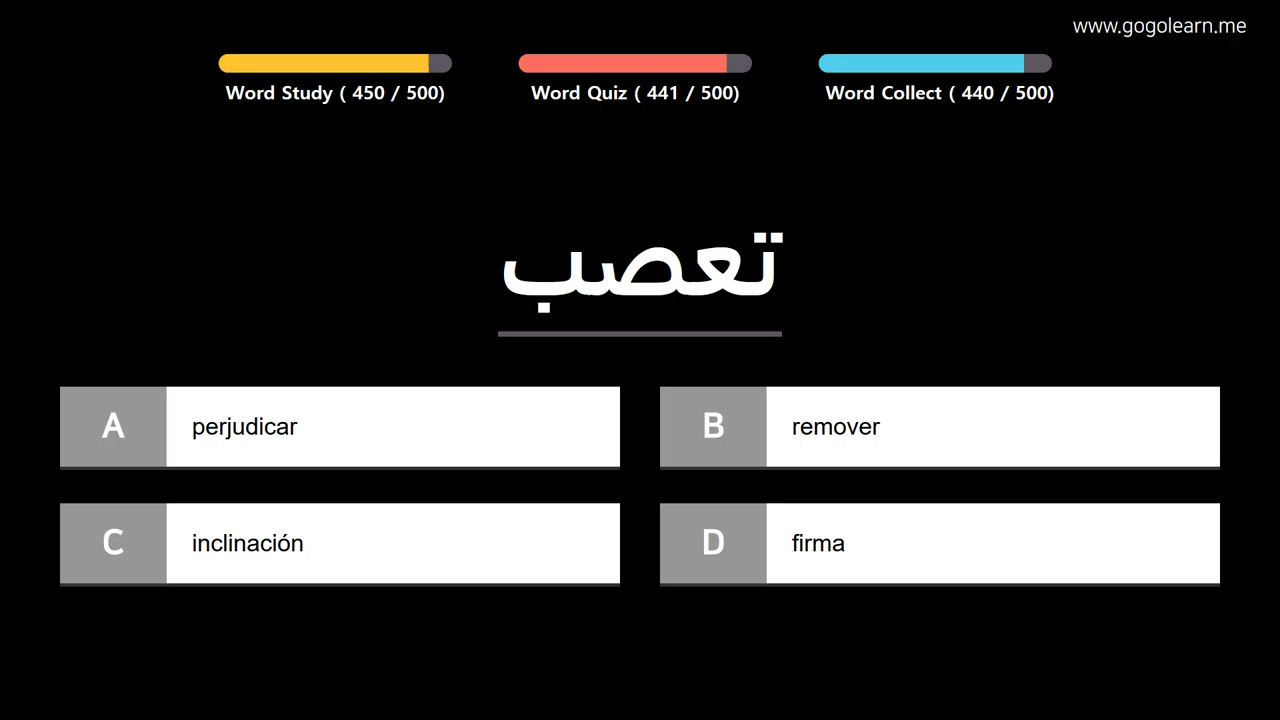 www.gogolearn.me
Word Study ( 450 / 500)
Word Quiz ( 441 / 500)
Word Collect ( 440 / 500)
تعصب
A perjudicar
B remover
C inclinación
D firma